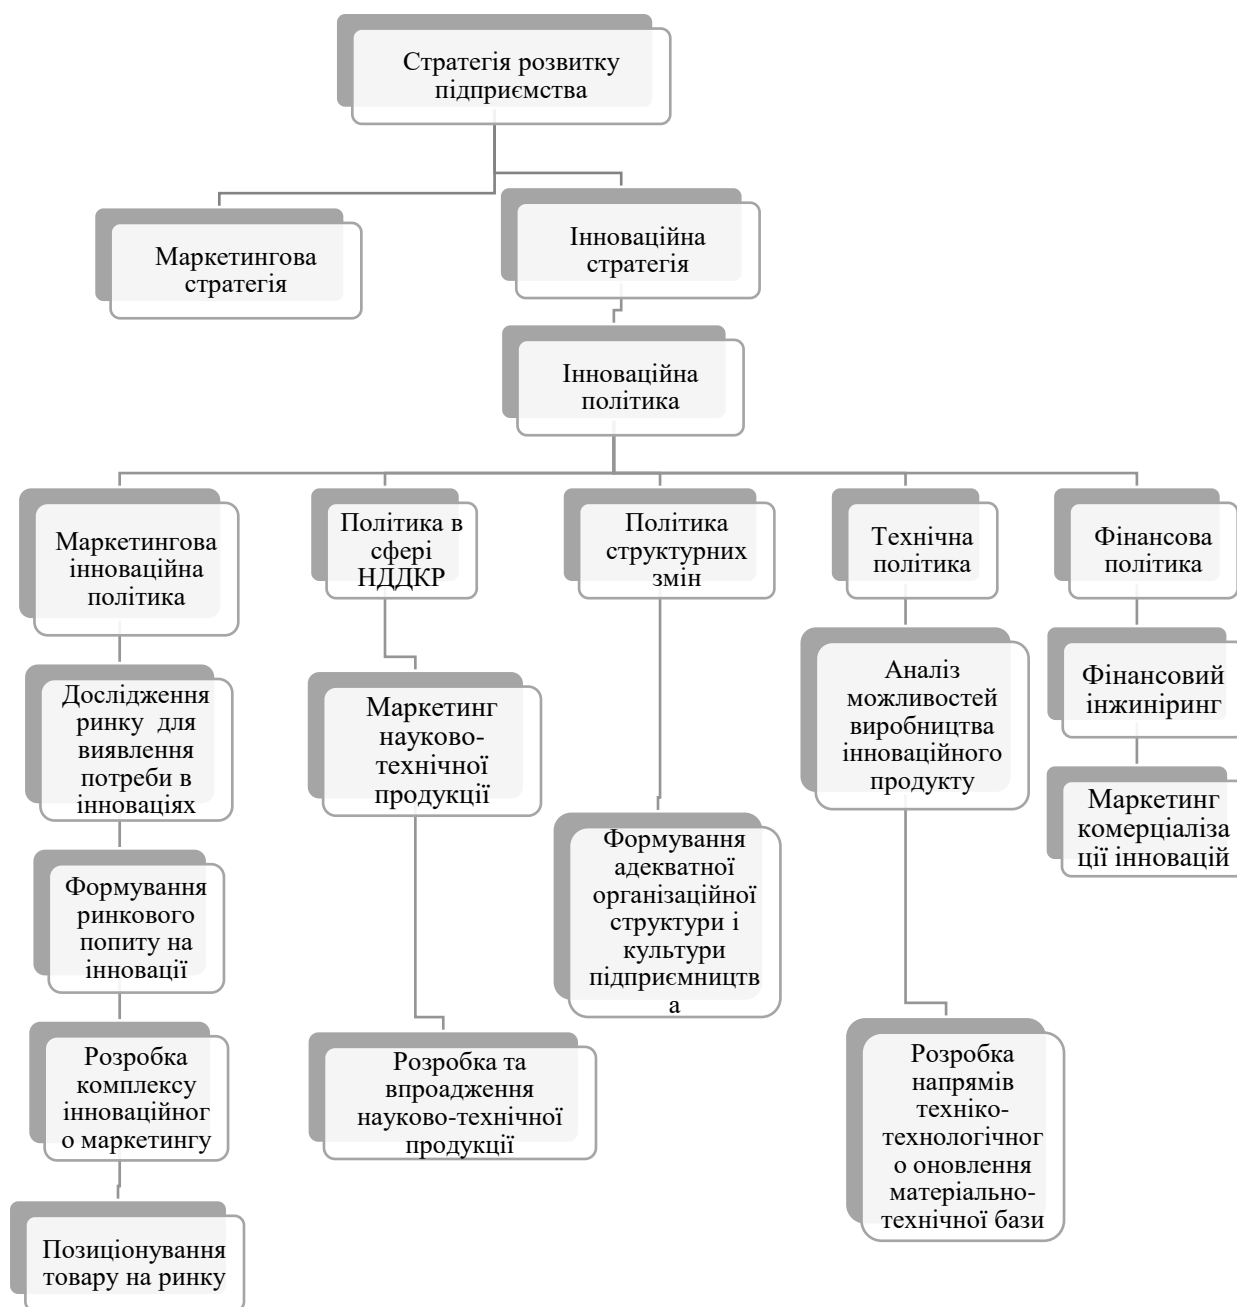 Стратегія розвитку
підприємства
Маркетингова
стратегія
Інноваційна
стратегія
Інноваційна
політика
Маркетингова
інноваційна
політика
Політика в
сфері
НДДКР
Політика
структурних
змін
Технічна
політика
Фінансова
політика
Дослідження
ринку для
виявлення
потреби в
інноваціях
Маркетинг
науково-
технічної
продукції
Формування
адекватної
організаційної
структури і
культури
підприємництв
а
Аналіз
можливостей
виробництва
інноваційного
продукту
Фінансовий
інжиніринг
Маркетинг
комерціаліза
ції інновацій
Формування
ринкового
попиту на
інновації
Розробка
комплексу
інноваційног
о маркетингу
Розробка та
впроадження
науково-технічної
продукції
Розробка
напрямів
техніко-
технологічног
о оновлення
матеріально-
технічної бази
Позиціонування
товару на ринку